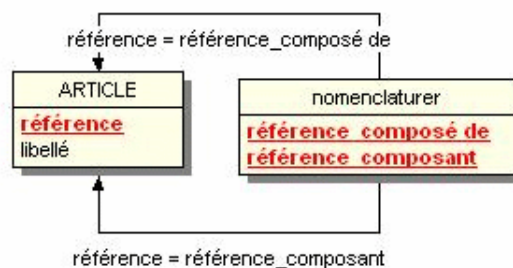 référence = référence_composé de
ARTICLE
référence
libellé
nomenclaturer
référence_composé de
référence_composant
référence = référence_composant